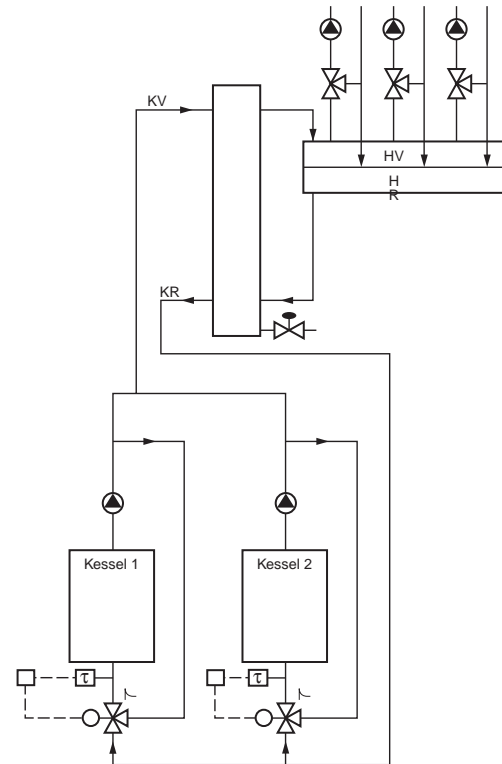 KV
HV
H
R
KR
Kessel 1
Kessel 2
τ
τ